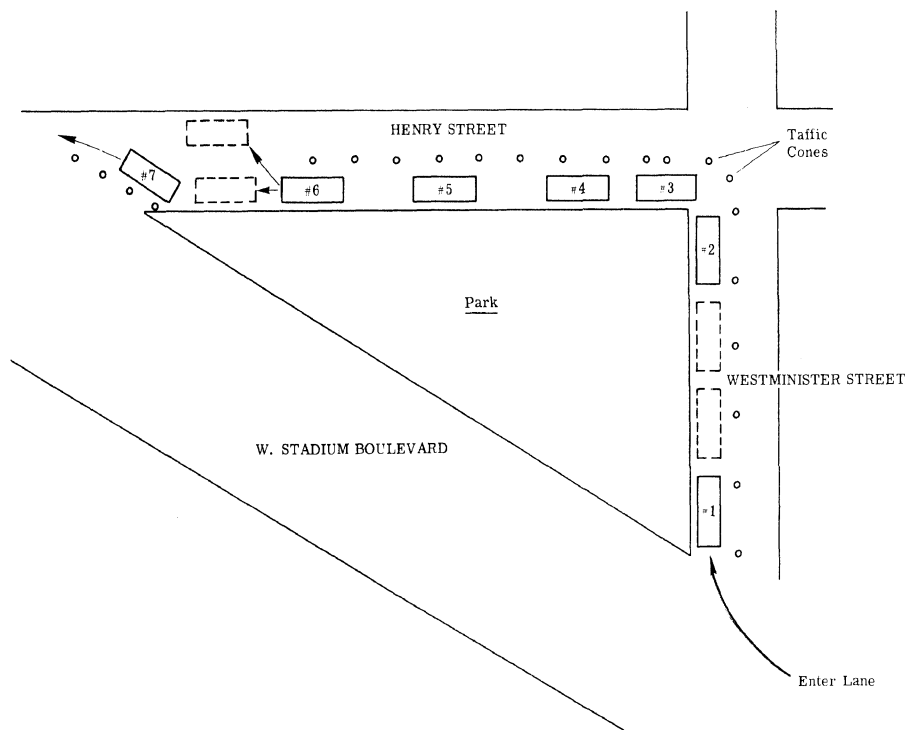 HENRY STREET
Taffic
Cones
#7
#6
#5
#4
#3
#2
Park
WESTMINISTER STREET
W. STADIUM BOULEVARD
#1
Enter Lane